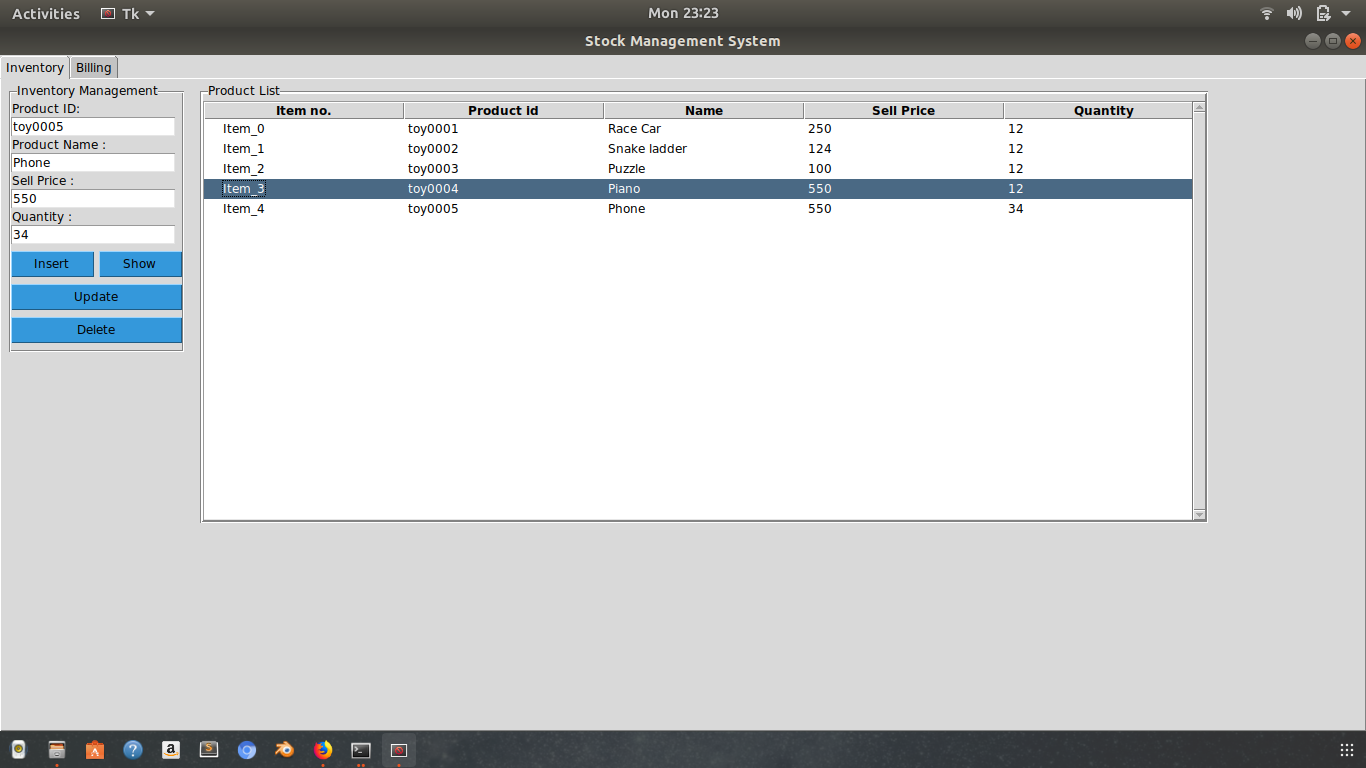 Activities Tk Mon 23:23
Stock Management System
Inventory Billing
Inventory Management
Product ID:
toy0005
Product Name :
Phone
Sell Price :
550
Quantity :
34
Insert Show
Update
Delete
Product List
Item no. Product id Name Sell Price Quantity
Item_0 toy0001 Race Car 250 12
Item_1 toy0002 Snake ladder 124 12
Item_2 toy0003 Puzzle 100 12
Item_3 toy0004 Piano 550 12
Item_4 toy0005 Phone 550 34